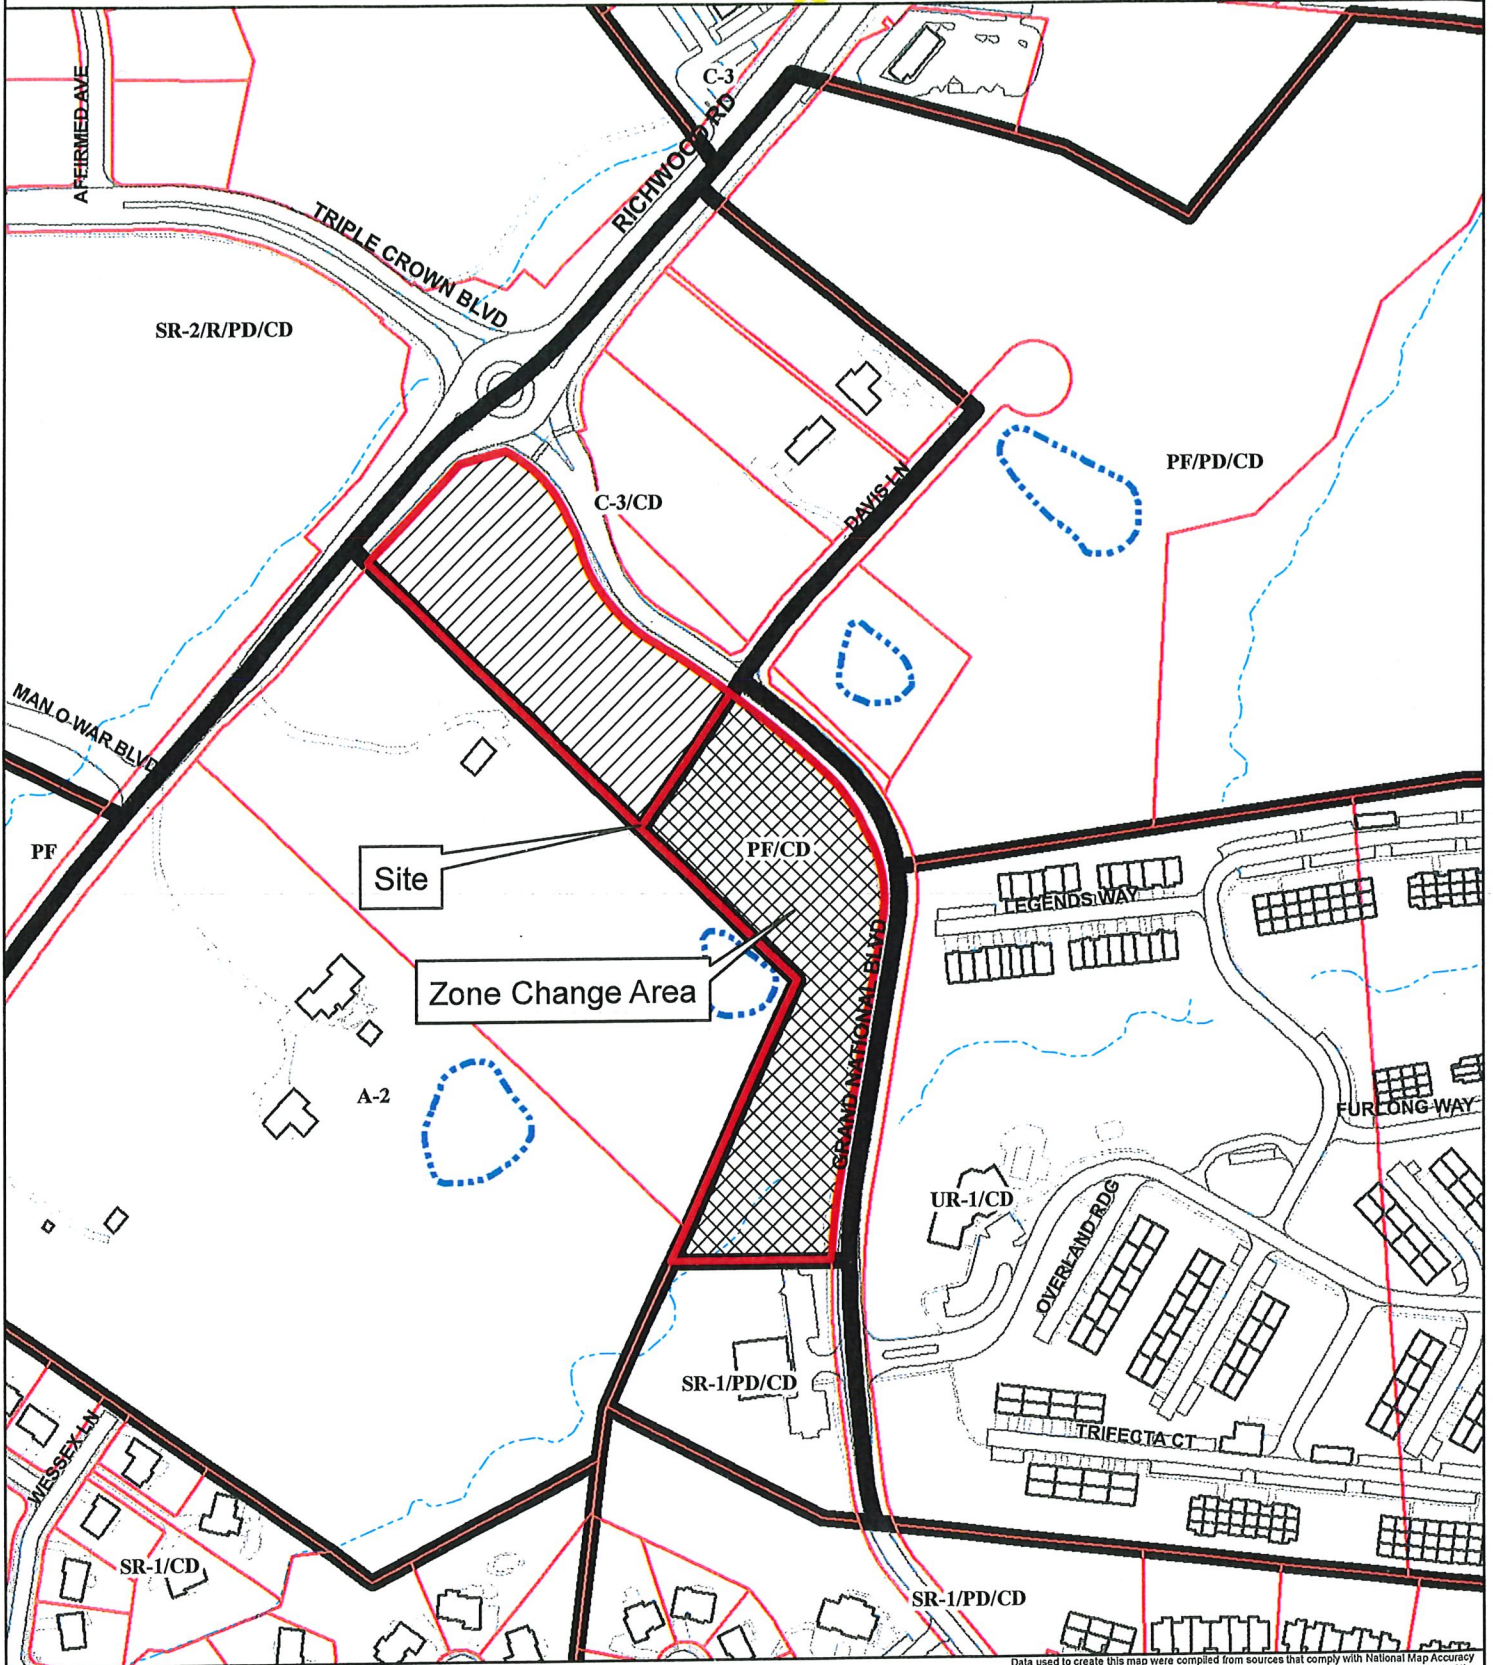 C-3
AFFIRMED AVE
RICHWOOD RD
TRIPLE CROWN BLVD
SR-2/R/PD/CD
PF/PD/CD
C-3/CD
DAVIS LN
MAN O WAR BLVD
PF
PF/CD
Site
LEGENDS WAY
GRAND NATIONAL BLVD
Zone Change Area
A-2
FURLONG WAY
UR-1/CD
OVERLAND RDG
SR-1/PD/CD
TRIFECTA CT
WESSEX LN
SR-1/CD
SR-1/PD/CD
Data used to create this map were compiled from sources that comply with National Map Accuracy